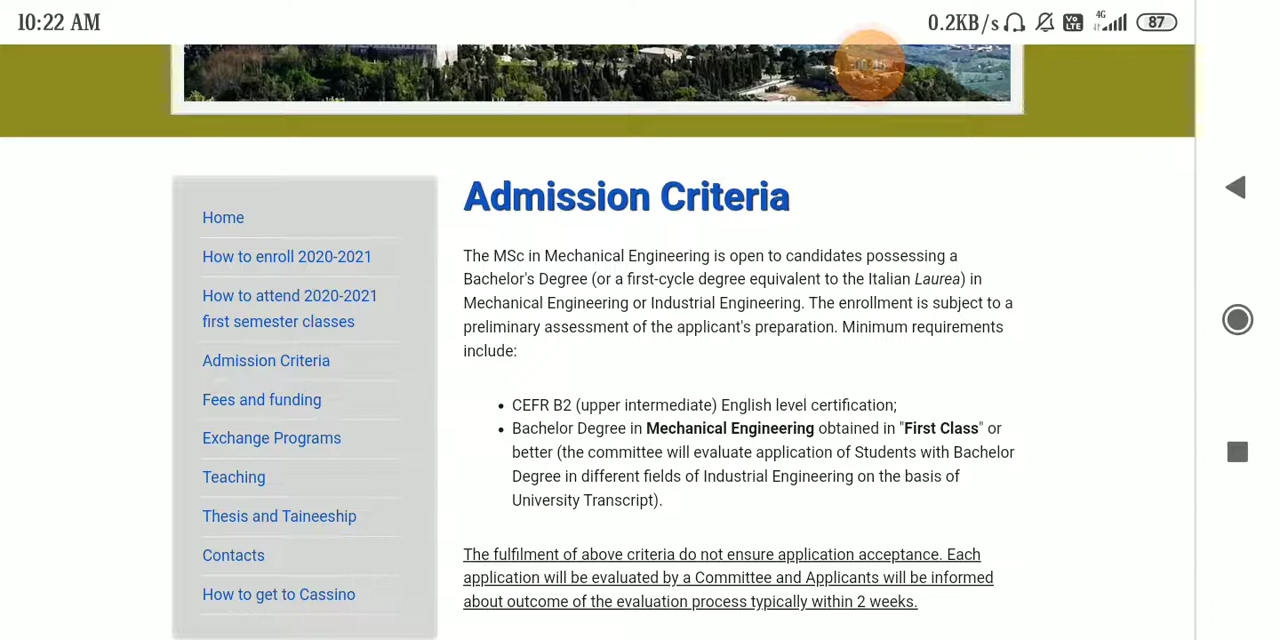 10:22 AM
0.2KB/s
Vo LTE
4G
87
Admission Criteria
Home
How to enroll 2020-2021
How to attend 2020-2021
first semester classes
Admission Criteria
Fees and funding
Exchange Programs
Teaching
Thesis and Taineeship
Contacts
How to get to Cassino
The MSc in Mechanical Engineering is open to candidates possessing a
Bachelor's Degree (or a first-cycle degree equivalent to the Italian Laurea) in
Mechanical Engineering or Industrial Engineering. The enrollment is subject to a
preliminary assessment of the applicant's preparation. Minimum requirements
include:
• CEFR B2 (upper intermediate) English level certification;
• Bachelor Degree in Mechanical Engineering obtained in "First Class" or
better (the committee will evaluate application of Students with Bachelor
Degree in different fields of Industrial Engineering on the basis of
University Transcript).
The fulfilment of above criteria do not ensure application acceptance. Each
application will be evaluated by a Committee and Applicants will be informed
about outcome of the evaluation process typically within 2 weeks.